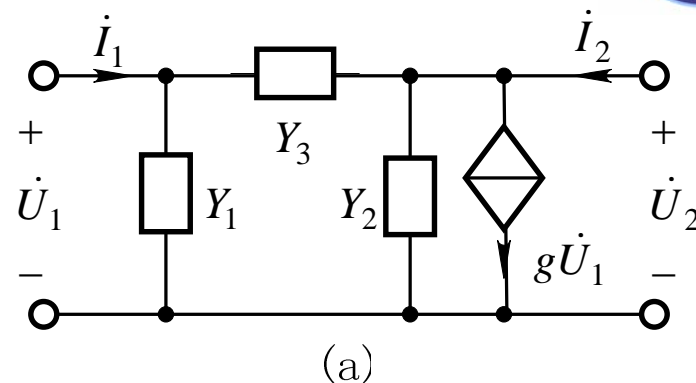 İ₁ İ₂
+ Y₃ +
U̇₁ Y₁ Y₂ U̇₂
− gU̇₁ −
(a)